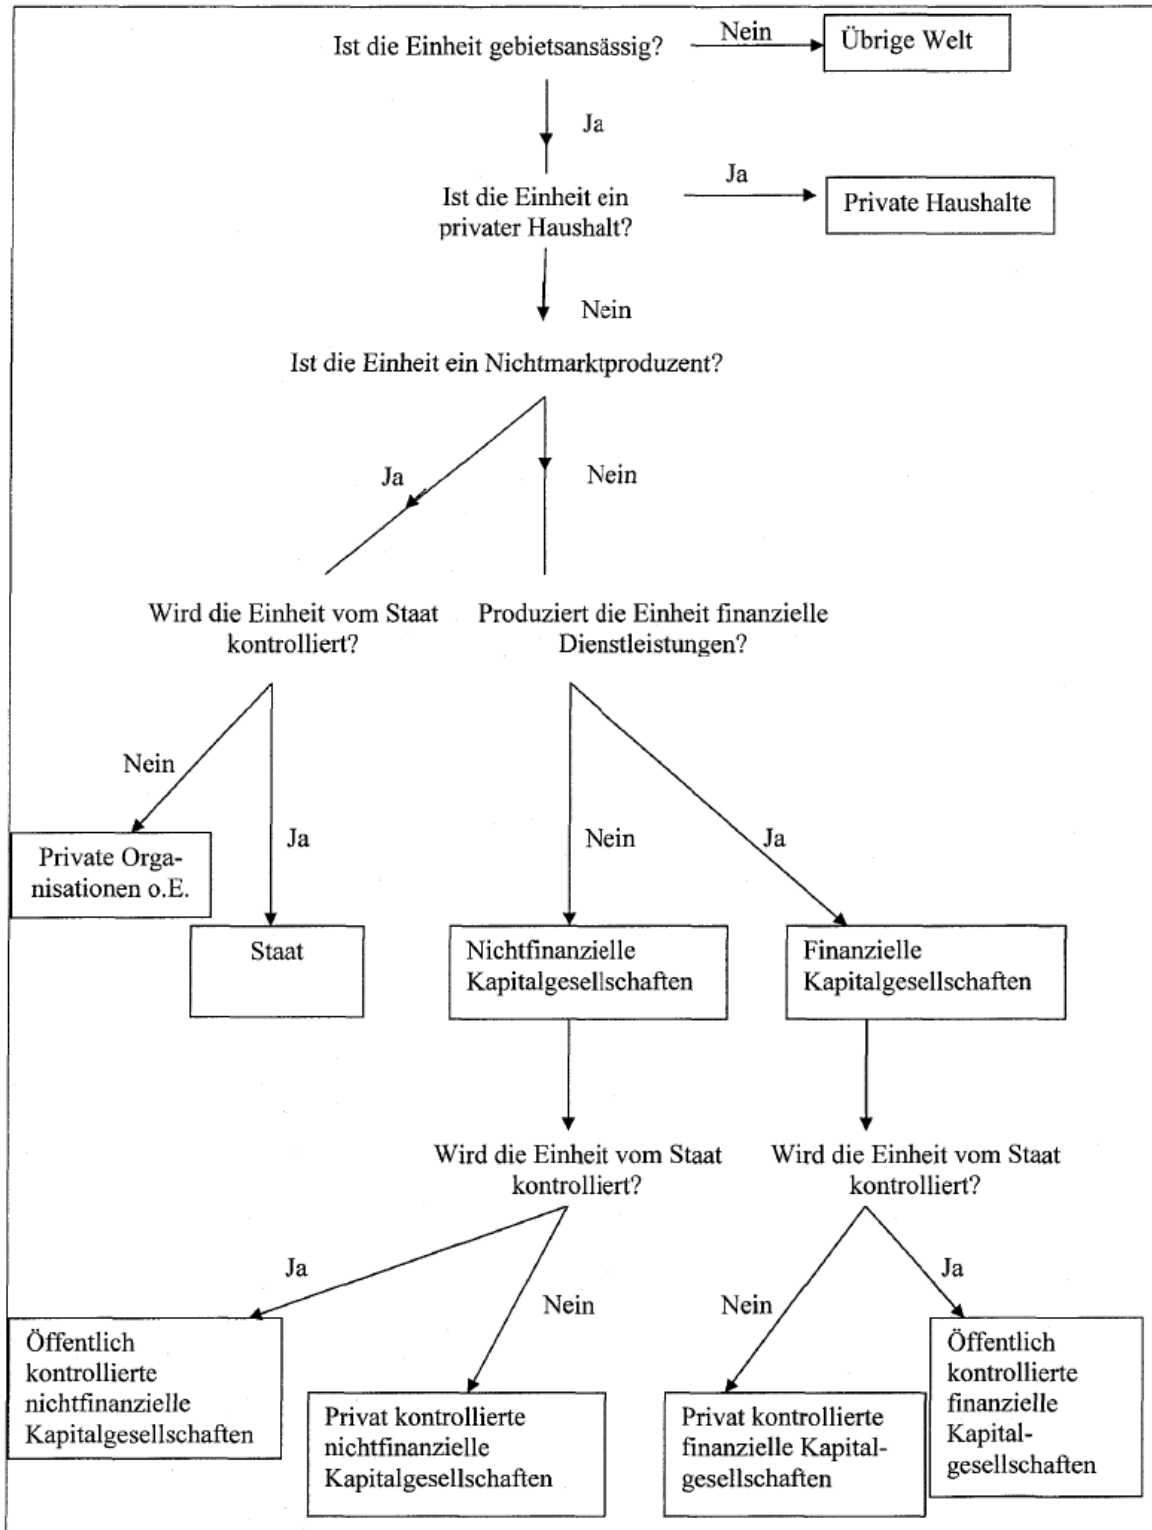 Ist die Einheit gebietsansässig?
Nein
Übrige Welt
Ja
Ist die Einheit ein
privater Haushalt?
Ja
Private Haushalte
Nein
Ist die Einheit ein Nichtmarktproduzent?
Ja
Nein
Wird die Einheit vom Staat
kontrolliert?
Produziert die Einheit finanzielle
Dienstleistungen?
Nein
Ja
Nein
Ja
Private Orga-
nisationen o.E.
Staat
Nichtfinanzielle
Kapitalgesellschaften
Finanzielle
Kapitalgesellschaften
Wird die Einheit vom Staat
kontrolliert?
Wird die Einheit vom Staat
kontrolliert?
Ja
Nein
Nein
Ja
Öffentlich
kontrollierte
nichtfinanzielle
Kapitalgesellschaften
Privat kontrollierte
nichtfinanzielle
Kapitalgesellschaften
Privat kontrollierte
finanzielle Kapital-
gesellschaften
Öffentlich
kontrollierte
finanzielle
Kapital-
gesellschaften